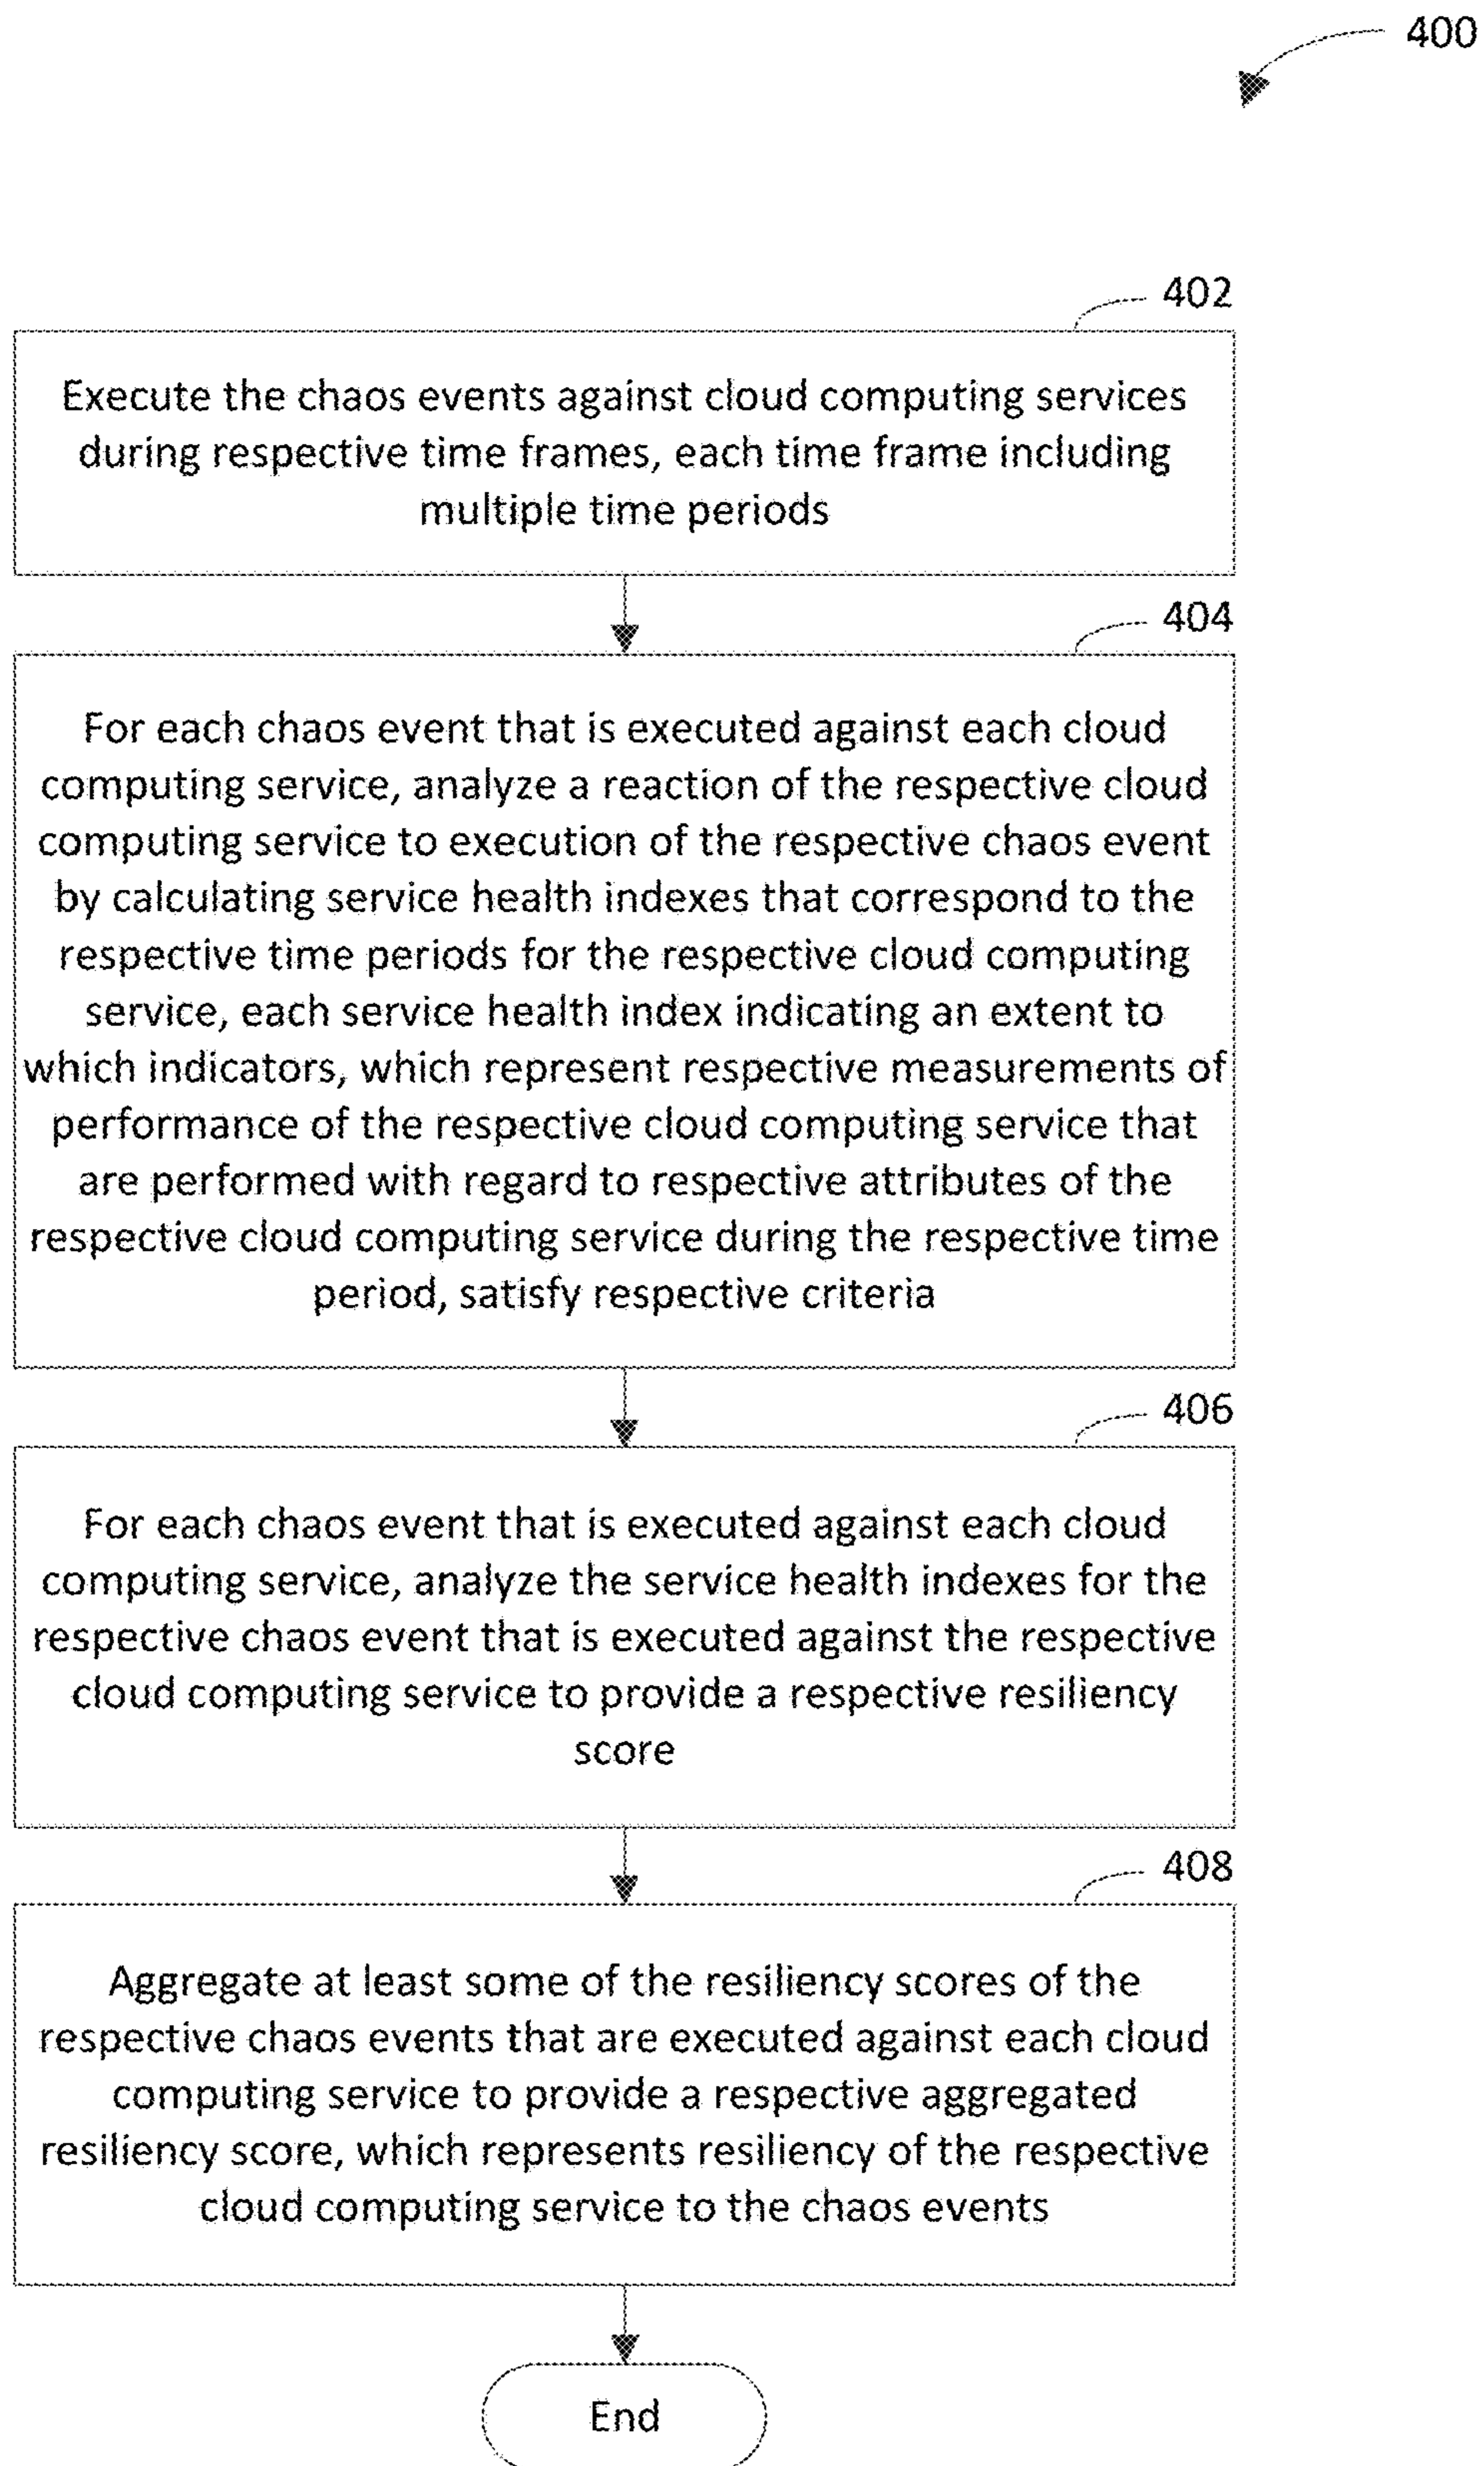 400
402
Execute the chaos events against cloud computing services
during respective time frames, each time frame including
multiple time periods
404
For each chaos event that is executed against each cloud
computing service, analyze a reaction of the respective cloud
computing service to execution of the respective chaos event
by calculating service health indexes that correspond to the
respective time periods for the respective cloud computing
service, each service health index indicating an extent to
which indicators, which represent respective measurements of
performance of the respective cloud computing service that
are performed with regard to respective attributes of the
respective cloud computing service during the respective time
period, satisfy respective criteria
406
For each chaos event that is executed against each cloud
computing service, analyze the service health indexes for the
respective chaos event that is executed against the respective
cloud computing service to provide a respective resiliency
score
408
Aggregate at least some of the resiliency scores of the
respective chaos events that are executed against each cloud
computing service to provide a respective aggregated
resiliency score, which represents resiliency of the respective
cloud computing service to the chaos events
End